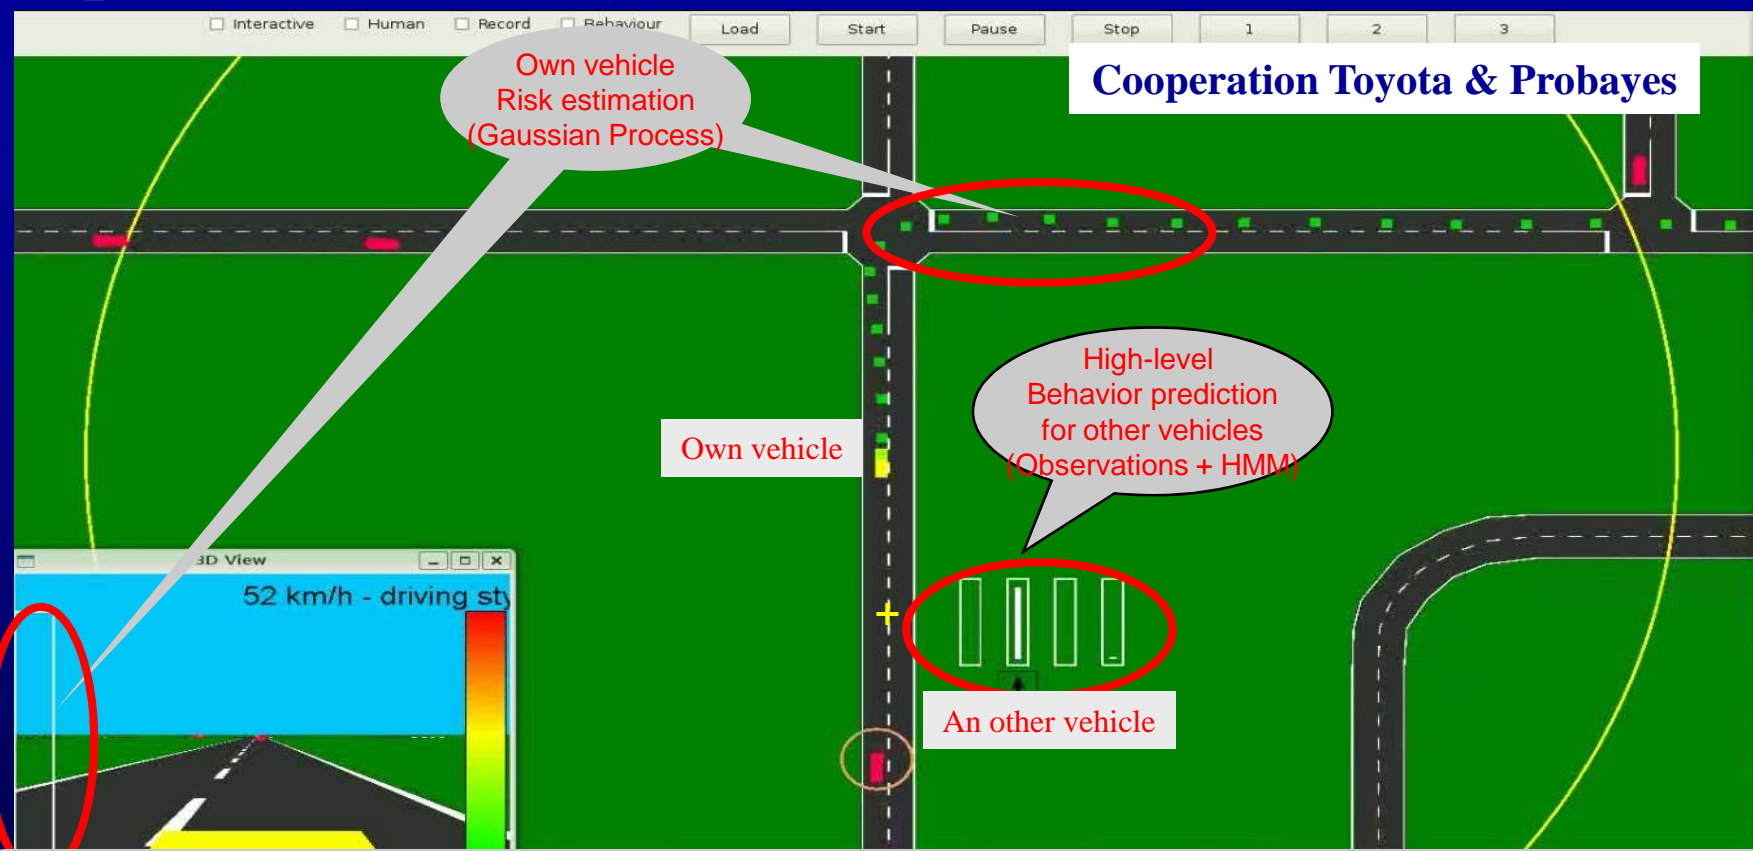 Interactive
Human
Record
Behaviour
Load
Start
Pause
Stop
1
2
3
Cooperation Toyota & Probayes
Own vehicle
Risk estimation
(Gaussian Process)
High-level
Behavior prediction
for other vehicles
(Observations + HMM)
Own vehicle
3D View
52 km/h - driving sty
An other vehicle